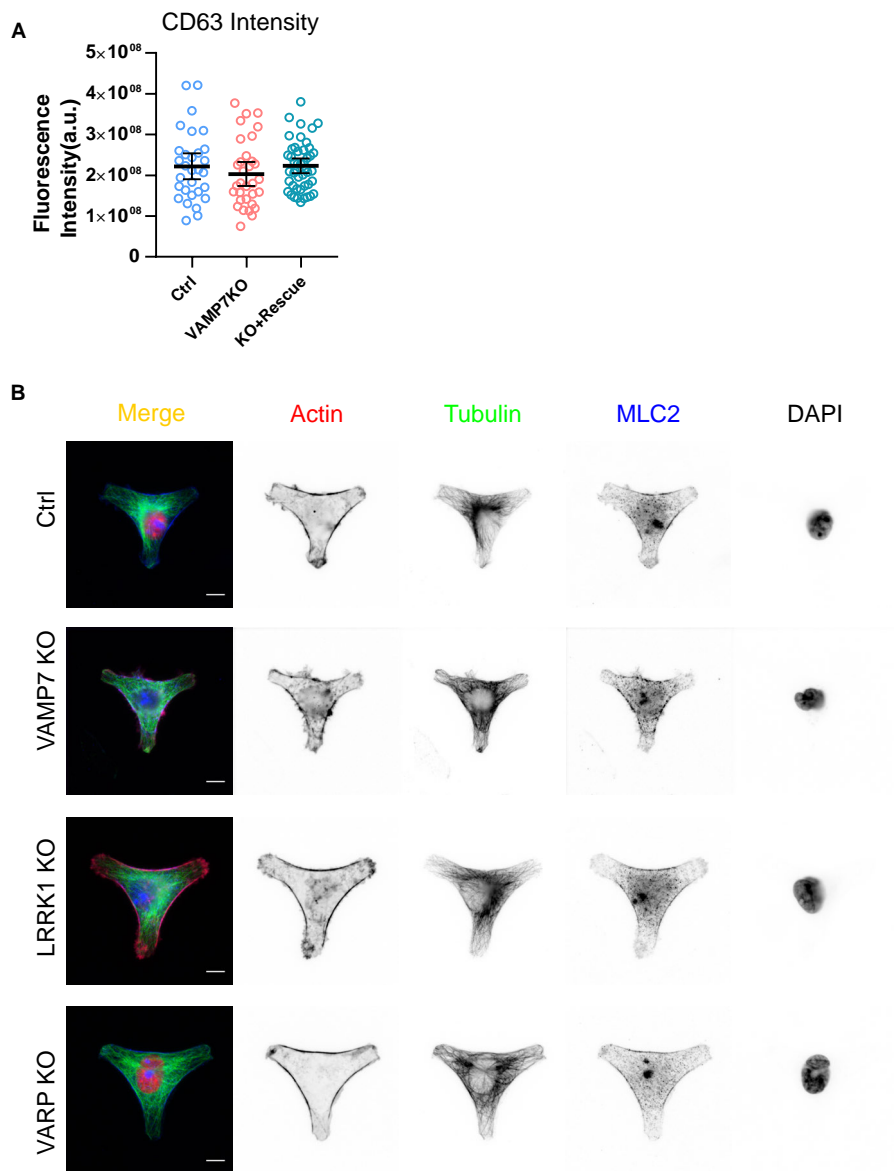 A
CD63 Intensity
Fluorescence
Intensity(a.u.)
5×10⁰⁸
4×10⁰⁸
3×10⁰⁸
2×10⁰⁸
1×10⁰⁸
0
Ctrl
VAMP7KO
KO+Rescue
B
Merge Actin Tubulin MLC2 DAPI
Ctrl
VAMP7 KO
LRRK1 KO
VARP KO